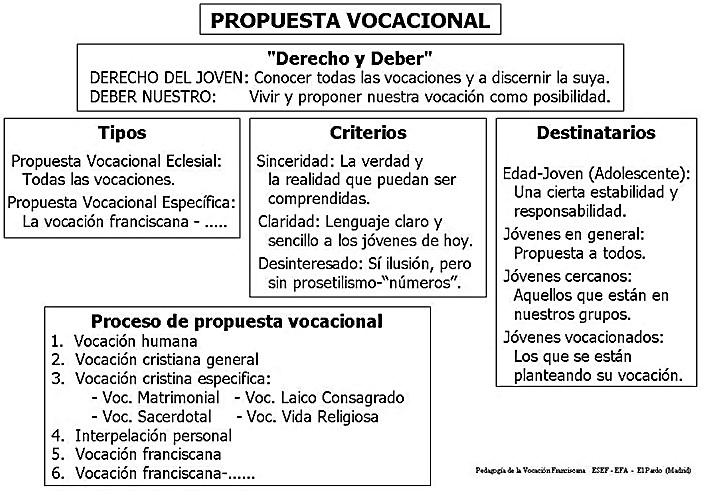 PROPUESTA VOCACIONAL
"Derecho y Deber"
DERECHO DEL JOVEN: Conocer todas las vocaciones y a discernir la suya.
DEBER NUESTRO: Vivir y proponer nuestra vocación como posibilidad.
Tipos
Propuesta Vocacional Eclesial:
Todas las vocaciones.
Propuesta Vocacional Específica:
La vocación franciscana - .....
Criterios
Sinceridad: La verdad y
la realidad que puedan ser
comprendidas.
Claridad: Lenguaje claro y
sencillo a los jóvenes de hoy.
Desinteresado: Sí ilusión, pero
sin prosetilismo-“números”.
Destinatarios
Edad-Joven (Adolescente):
Una cierta estabilidad y
responsabilidad.
Jóvenes en general:
Propuesta a todos.
Jóvenes cercanos:
Aquellos que están en
nuestros grupos.
Jóvenes vocacionados:
Los que se están
planteando su vocación.
Proceso de propuesta vocacional
1. Vocación humana
2. Vocación cristiana general
3. Vocación cristina especifica:
- Voc. Matrimonial - Voc. Laico Consagrado
- Voc. Sacerdotal - Voc. Vida Religiosa
4. Interpelación personal
5. Vocación franciscana
6. Vocación franciscana-......
Pedagogía de la Vocación Franciscana ESEF - EFA - El Pardo (Madrid)